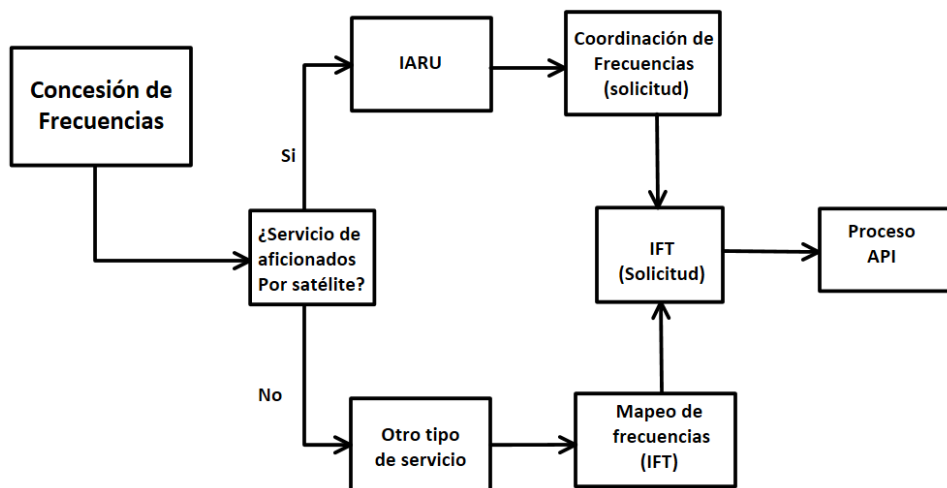 Concesión de
Frecuencias
¿Servicio de
aficionados
Por satélite?
Si
IARU
Coordinación de
Frecuencias
(solicitud)
No
Otro tipo
de servicio
Mapeo de
frecuencias
(IFT)
IFT
(Solicitud)
Proceso
API